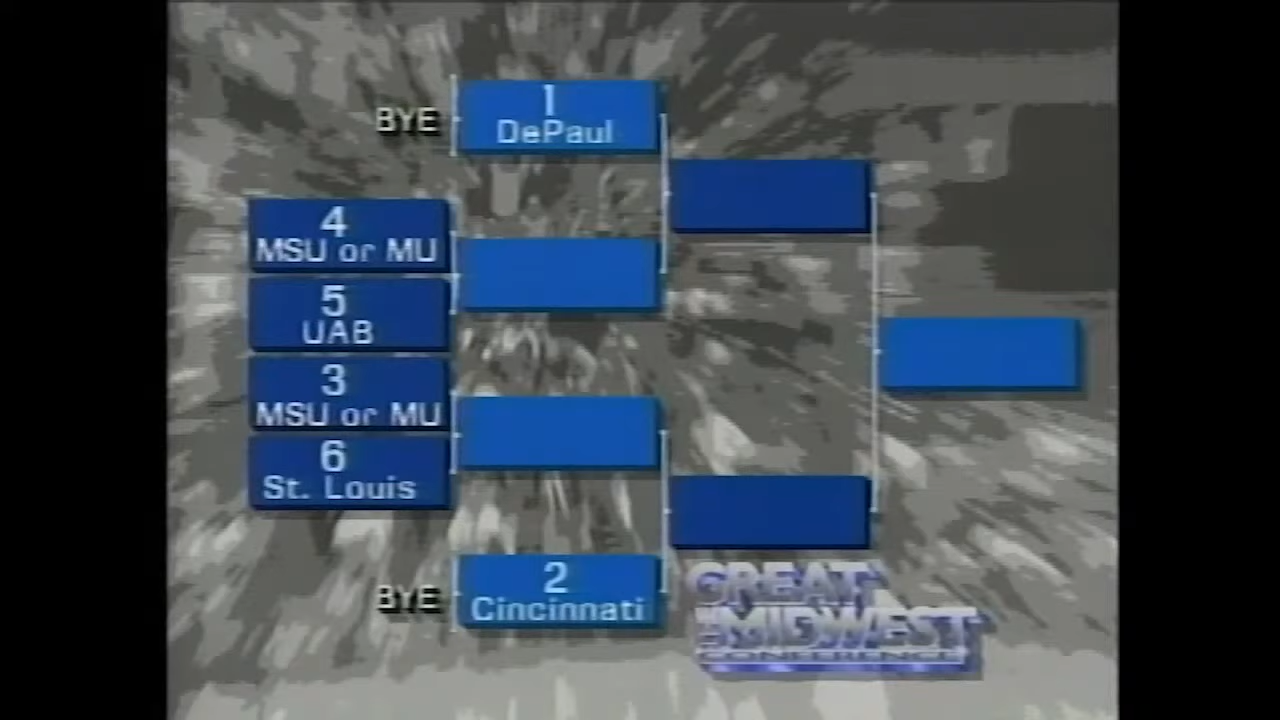 BYE
1
DePaul
4
MSU or MU
5
UAB
3
MSU or MU
6
St. Louis
BYE
2
Cincinnati
GREAT
MIDWEST
CONFERENCE